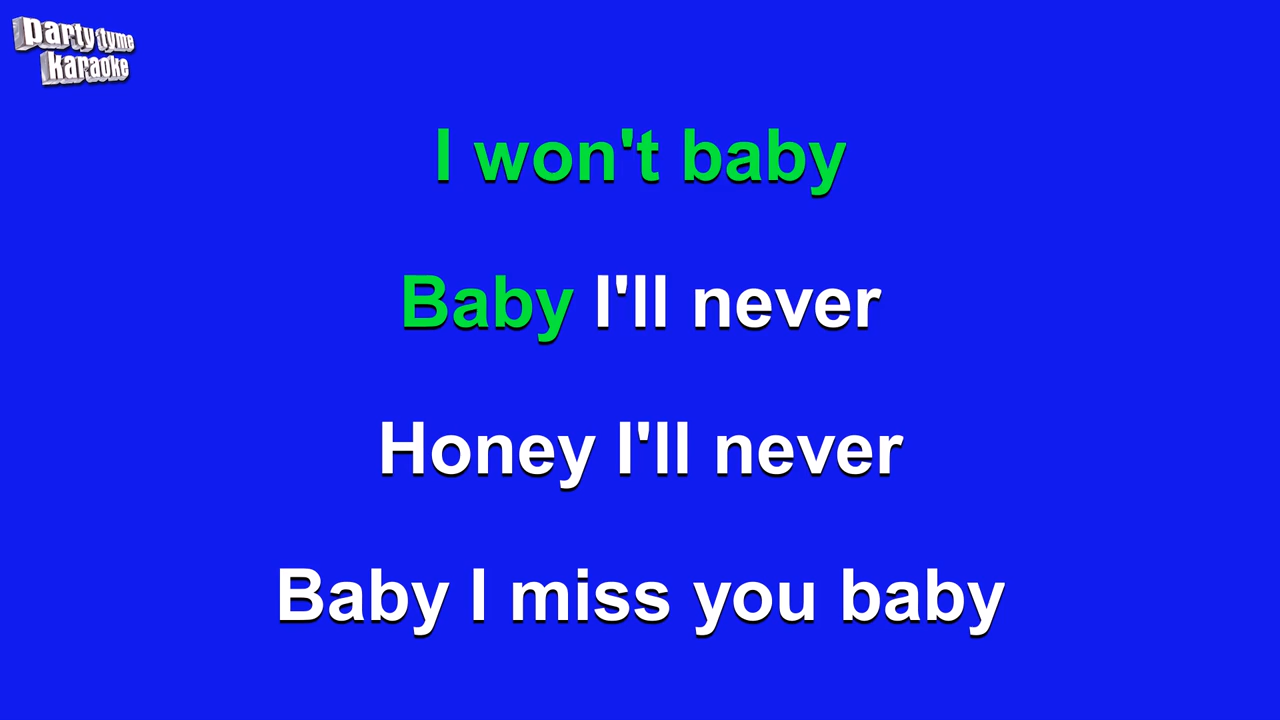 party tyme
karaoke
I won't baby
Baby I'll never
Honey I'll never
Baby I miss you baby